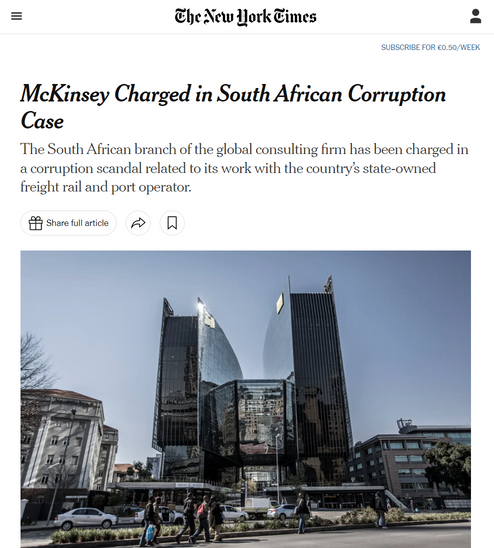 The New York Times
SUBSCRIBE FOR €0.50/WEEK
McKinsey Charged in South African Corruption
Case
The South African branch of the global consulting firm has been charged in
a corruption scandal related to its work with the country's state-owned
freight rail and port operator.
Share full article